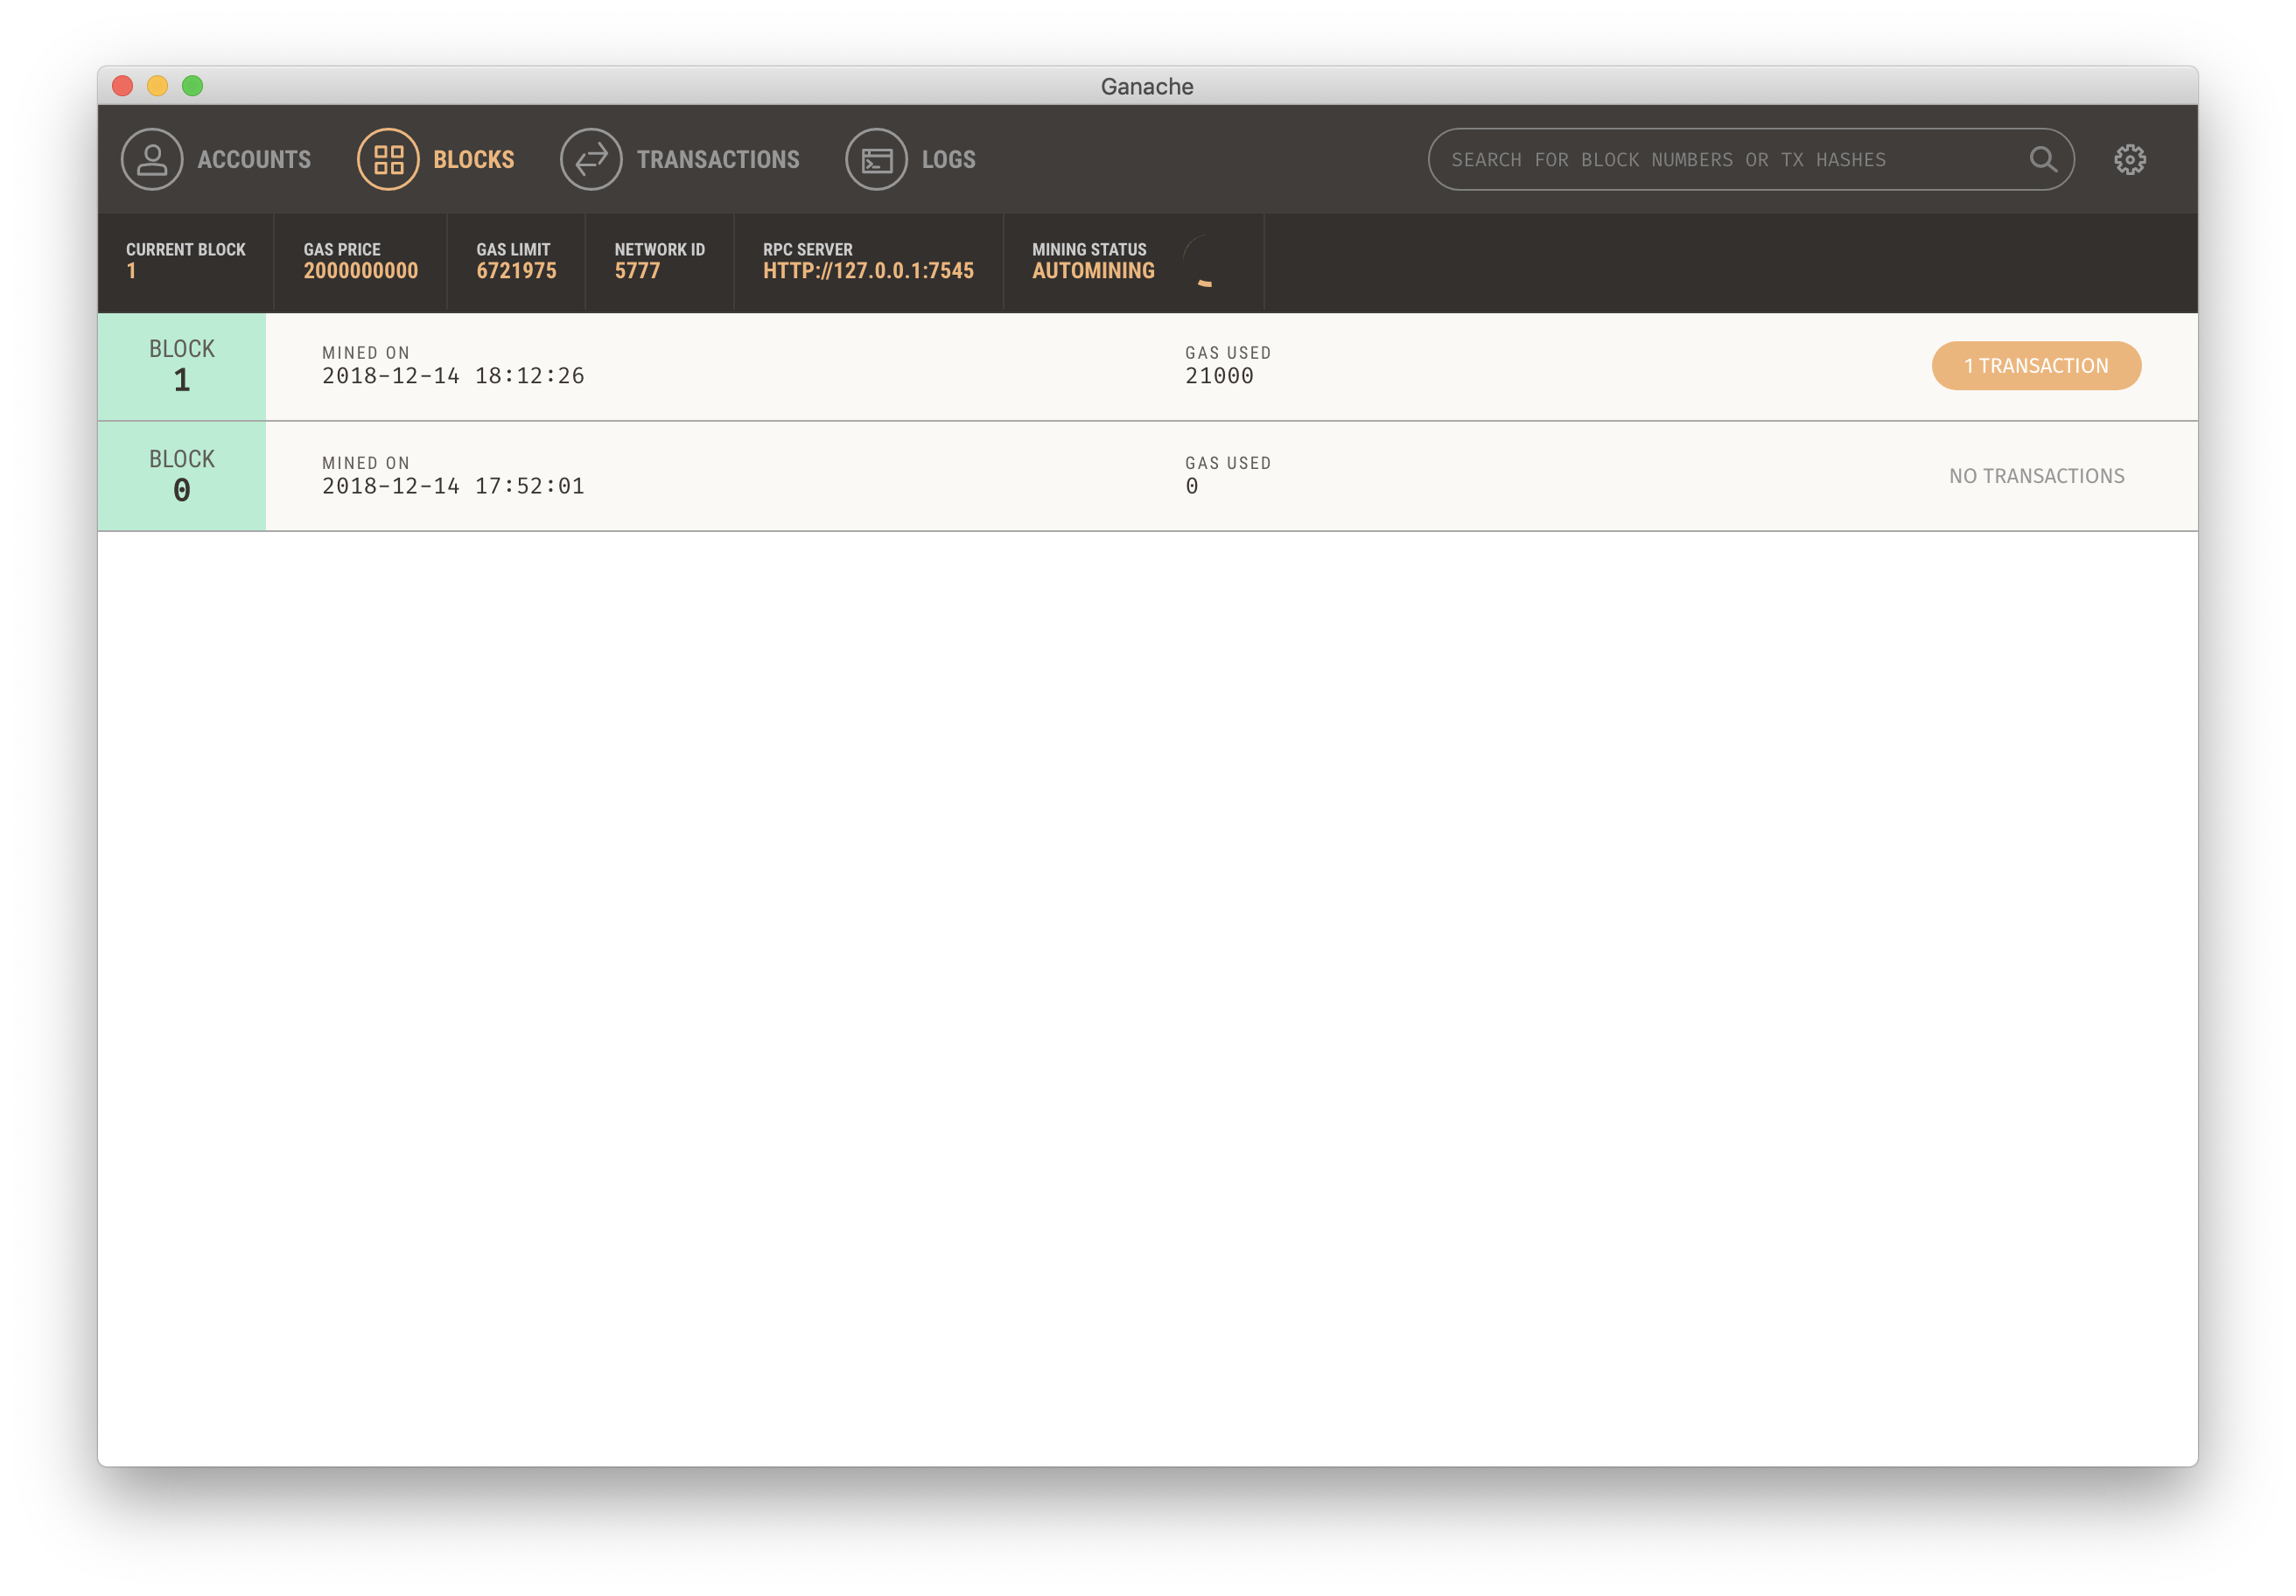 Ganache
ACCOUNTS BLOCKS TRANSACTIONS LOGS SEARCH FOR BLOCK NUMBERS OR TX HASHES
CURRENT BLOCK GAS PRICE GAS LIMIT NETWORK ID RPC SERVER MINING STATUS
1 2000000000 6721975 5777 HTTP://127.0.0.1:7545 AUTOMINING
BLOCK MINED ON GAS USED
1 2018-12-14 18:12:26 21000 1 TRANSACTION
BLOCK MINED ON GAS USED
0 2018-12-14 17:52:01 0 NO TRANSACTIONS